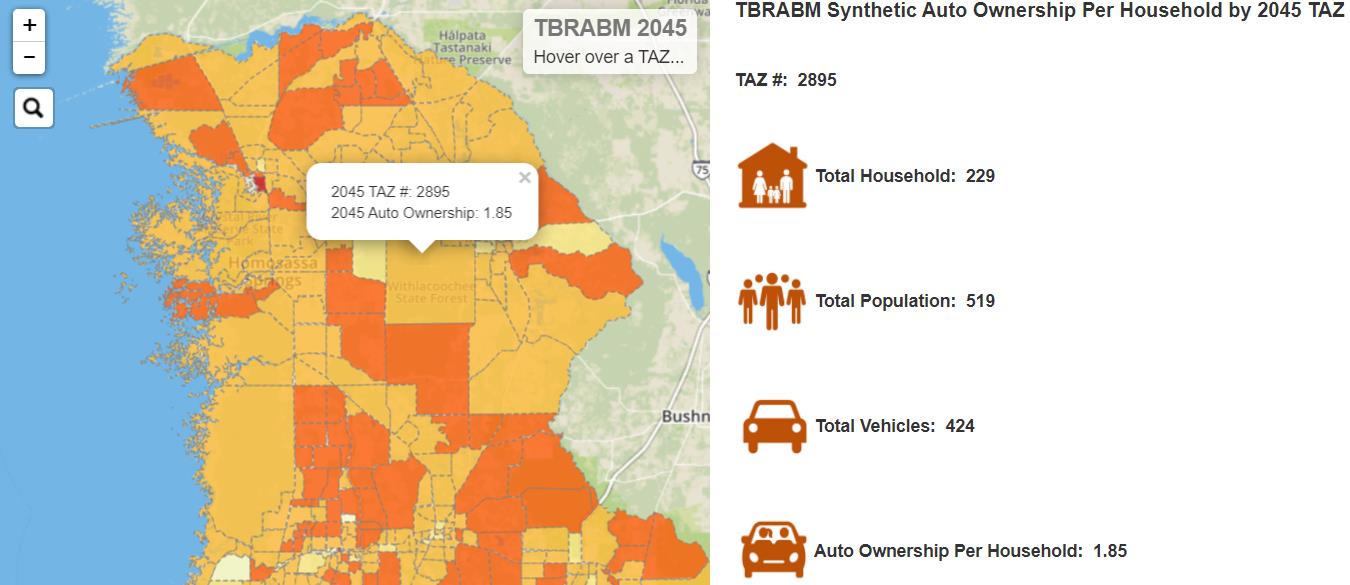 +
−
TBRABM 2045
Hover over a TAZ...
Hálpata
Tastanaki
Preserve
75
×
2045 TAZ #: 2895
2045 Auto Ownership: 1.85
Park
Homosassa
Springs
Withlacoochee
State Forest
Bushn
TBRABM Synthetic Auto Ownership Per Household by 2045 TAZ
TAZ #: 2895
Total Household: 229
Total Population: 519
Total Vehicles: 424
Auto Ownership Per Household: 1.85